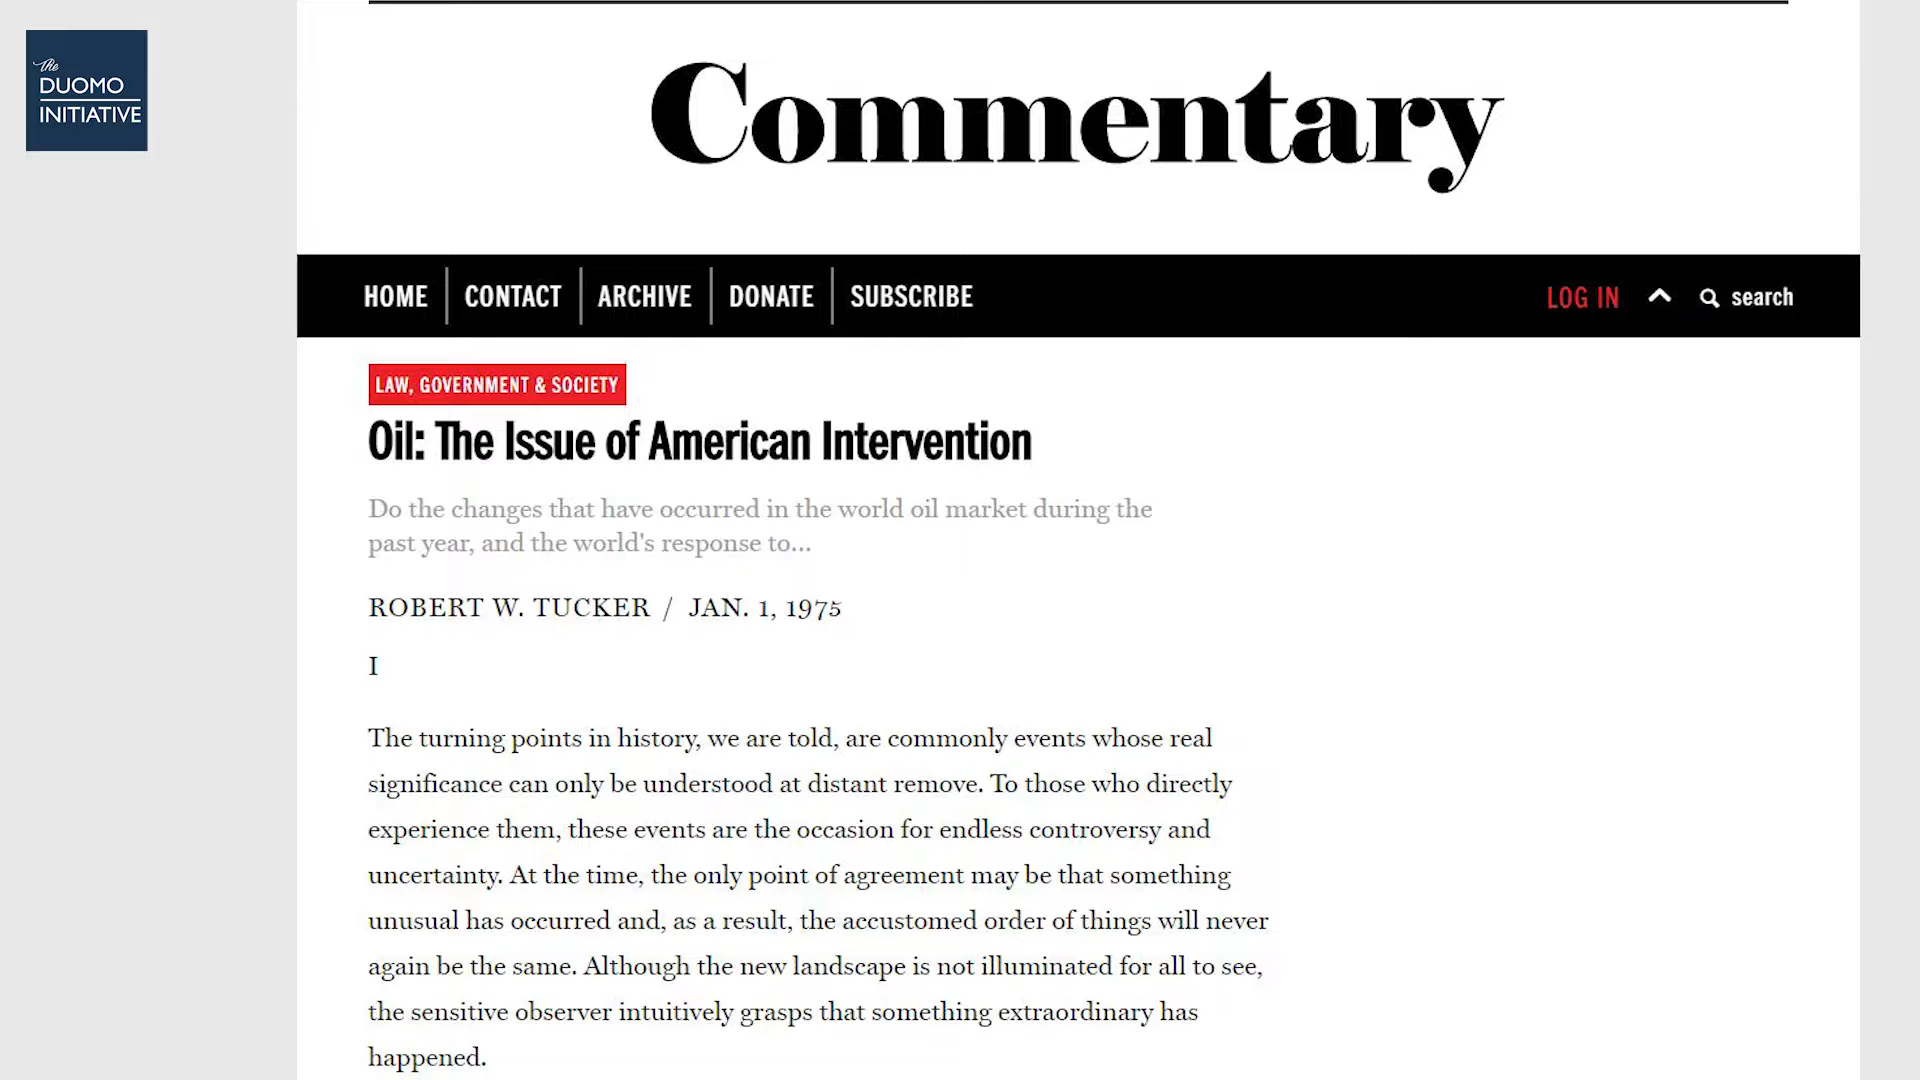 The
DUOMO
INITIATIVE
Commentary
HOME
CONTACT
ARCHIVE
DONATE
SUBSCRIBE
LOG IN
search
LAW, GOVERNMENT & SOCIETY
Oil: The Issue of American Intervention
Do the changes that have occurred in the world oil market during the
past year, and the world's response to...
ROBERT W. TUCKER / JAN. 1, 1975
I
The turning points in history, we are told, are commonly events whose real
significance can only be understood at distant remove. To those who directly
experience them, these events are the occasion for endless controversy and
uncertainty. At the time, the only point of agreement may be that something
unusual has occurred and, as a result, the accustomed order of things will never
again be the same. Although the new landscape is not illuminated for all to see,
the sensitive observer intuitively grasps that something extraordinary has
happened.